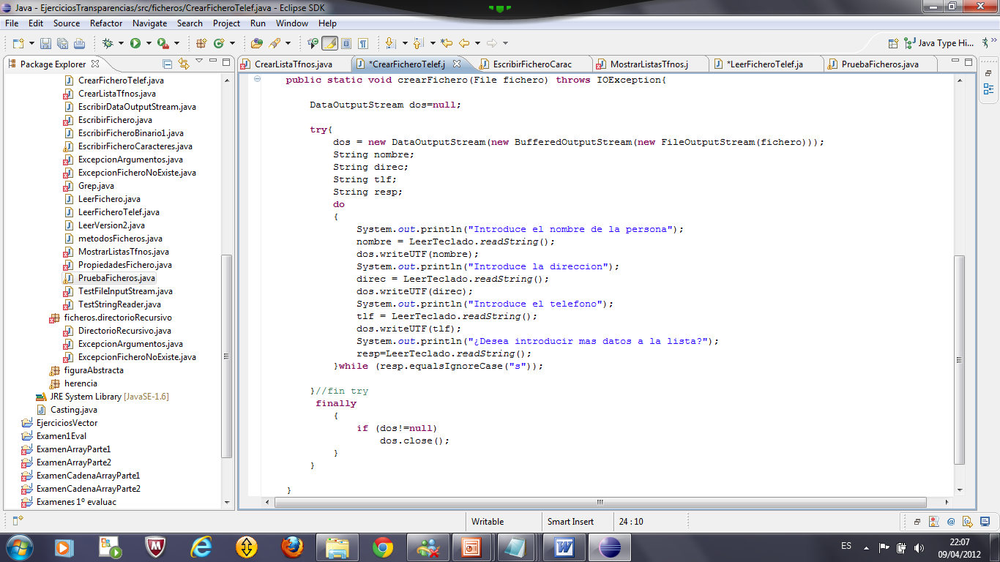 Java - EjerciciosTransparencias/src/ficheros/CrearFicheroTelef.java - Eclipse SDK
File Edit Source Refactor Navigate Search Project Run Window Help
Java Type Hi...
Package Explorer
CrearFicheroTelef.java
CrearListaTfnos.java
EscribirDataOutputStream.java
EscribirFichero.java
EscribirFicheroBinario1.java
EscribirFicheroCaracteres.java
ExcepcionArgumentos.java
ExcepcionFicheroNoExiste.java
Grep.java
LeerFichero.java
LeerFicheroTelef.java
LeerVersion2.java
metodosFicheros.java
MostrarListasTfnos.java
PropiedadesFichero.java
PruebaFicheros.java
TestFileInputStream.java
TestStringReader.java
ficheros.directorioRecursivo
DirectorioRecursivo.java
ExcepcionArgumentos.java
ExcepcionFicheroNoExiste.java
figuraAbstracta
herencia
JRE System Library [JavaSE-1.6]
Casting.java
EjerciciosVector
Examen1Eval
ExamenArrayParte1
ExamenArrayParte2
ExamenCadenaArrayParte1
ExamenCadenaArrayParte2
Examenes 1º evaluac
CrearListaTfnos.java *CrearFicheroTelef.j EscribirFicheroCarac MostrarListasTfnos.j *LeerFicheroTelef.ja PruebaFicheros.java
public static void crearFichero(File fichero) throws IOException{
DataOutputStream dos=null;
try{
dos = new DataOutputStream(new BufferedOutputStream(new FileOutputStream(fichero)));
String nombre;
String direc;
String tlf;
String resp;
do
{
System.out.println("Introduce el nombre de la persona");
nombre = LeerTeclado.readString();
dos.writeUTF(nombre);
System.out.println("Introduce la direccion");
direc = LeerTeclado.readString();
dos.writeUTF(direc);
System.out.println("Introduce el telefono");
tlf = LeerTeclado.readString();
dos.writeUTF(tlf);
System.out.println("¿Desea introducir mas datos a la lista?");
resp=LeerTeclado.readString();
}while (resp.equalsIgnoreCase("s"));
}//fin try
finally
{
if (dos!=null)
dos.close();
}
}
}
Writable Smart Insert 24 : 10
ES
22:07
09/04/2012